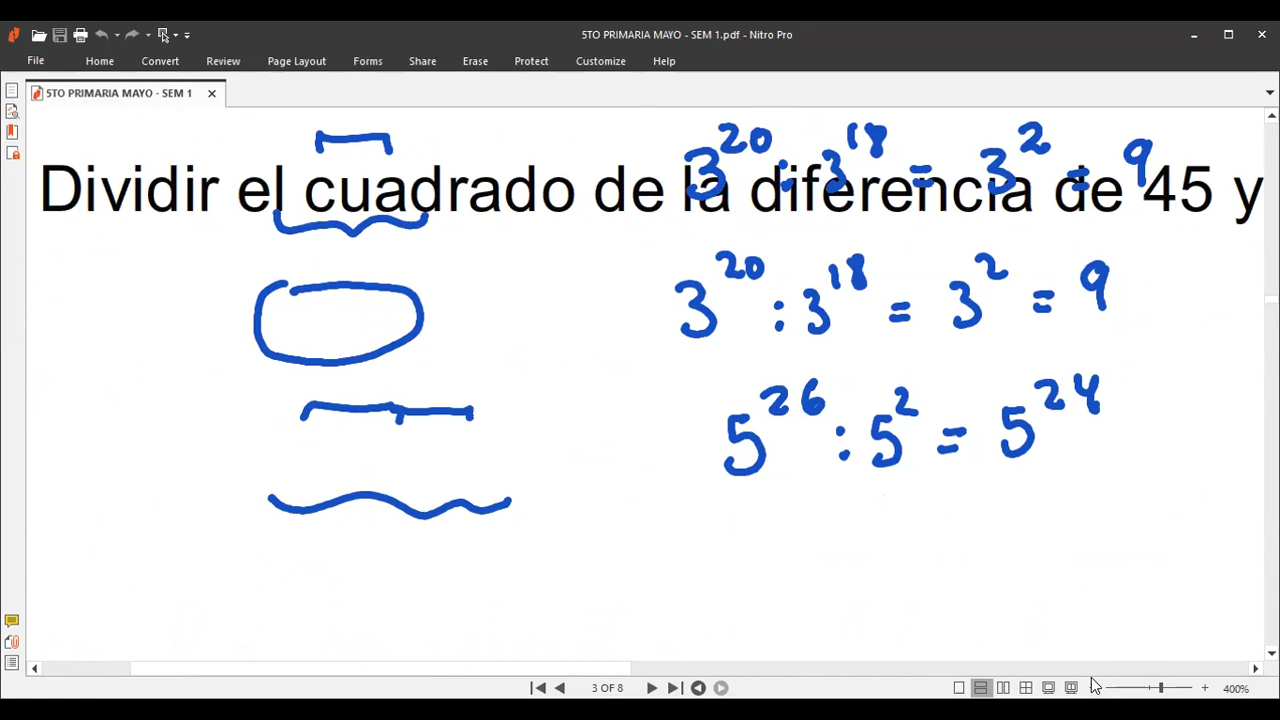 5TO PRIMARIA MAYO - SEM 1.pdf - Nitro Pro
File Home Convert Review Page Layout Forms Share Erase Protect Customize Help
5TO PRIMARIA MAYO - SEM 1
3²⁰ : 3¹⁸ = 3² = 9
Dividir el cuadrado de la diferencia de 45 y
3²⁰ : 3¹⁸ = 3² = 9
5²⁶ : 5² = 5²⁴
3 OF 8
400%